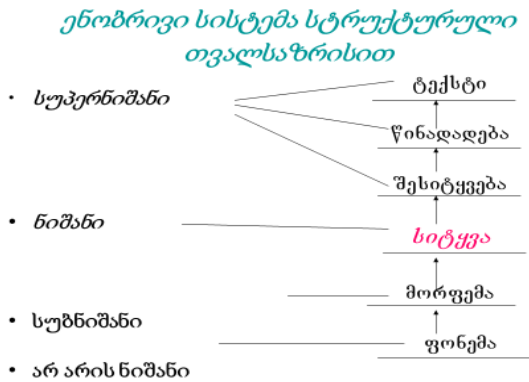 ენობრივი სისტემა სტრუქტურული
თვალსაზრისით
• სუპერნიშანი
ტექსტი
წინადადება
შესიტყვება
• ნიშანი
სიტყვა
მორფემა
• სუბნიშანი
ფონემა
• არ არის ნიშანი